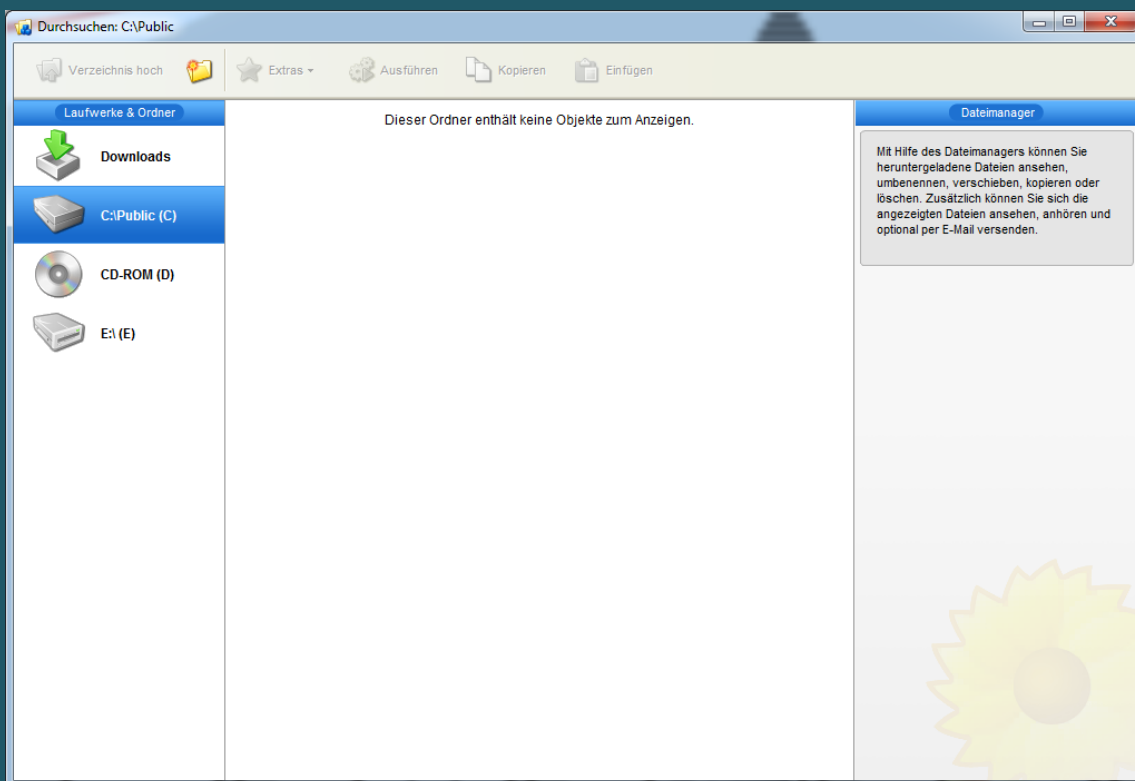 Durchsuchen: C:\Public
Verzeichnis hoch Extras Ausführen Kopieren Einfügen
Laufwerke & Ordner
Downloads
C:\Public (C)
CD-ROM (D)
E:\ (E)
Dieser Ordner enthält keine Objekte zum Anzeigen.
Dateimanager
Mit Hilfe des Dateimanagers können Sie
heruntergeladene Dateien ansehen,
umbenennen, verschieben, kopieren oder
löschen. Zusätzlich können Sie sich die
angezeigten Dateien ansehen, anhören und
optional per E-Mail versenden.